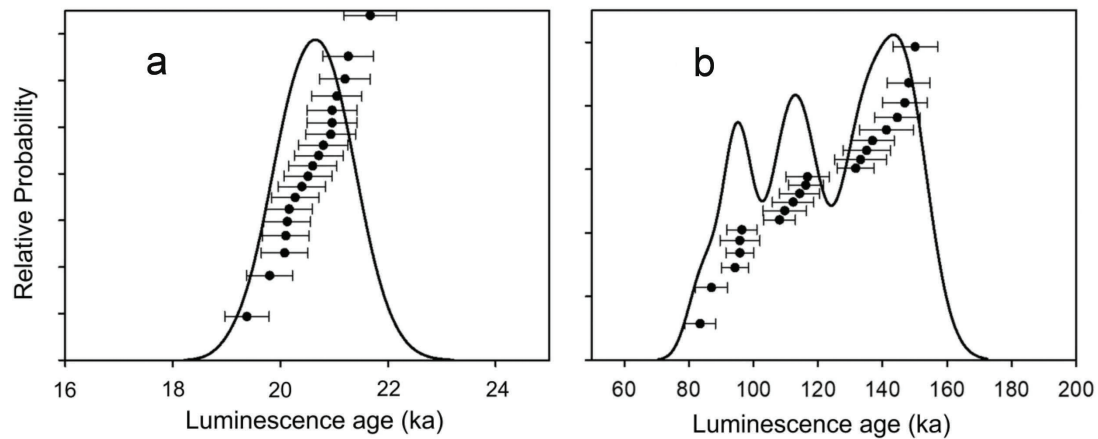 a
b
Relative Probability
16 18 20 22 24
60 80 100 120 140 160 180 200
Luminescence age (ka)
Luminescence age (ka)